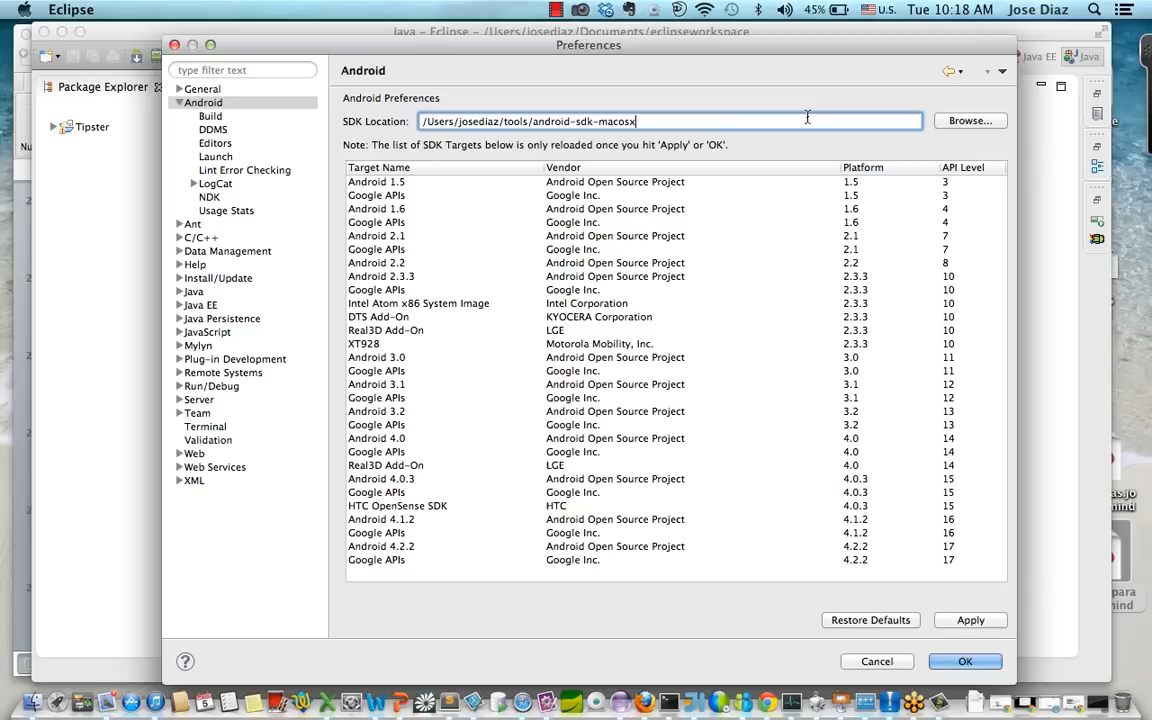 Eclipse 45% U.S. Tue 10:18 AM Jose Diaz
Java - Eclipse - /Users/josediaz/Documents/eclipseworkspace
Preferences
Java EE Java
Package Explorer
Tipster
type filter text
General
Android
Build
DDMS
Editors
Launch
Lint Error Checking
LogCat
NDK
Usage Stats
Ant
C/C++
Data Management
Help
Install/Update
Java
Java EE
Java Persistence
JavaScript
Mylyn
Plug-in Development
Remote Systems
Run/Debug
Server
Team
Terminal
Validation
Web
Web Services
XML
Android
Android Preferences
SDK Location: /Users/josediaz/tools/android-sdk-macosx Browse...
Note: The list of SDK Targets below is only reloaded once you hit 'Apply' or 'OK'.
Target Name Vendor Platform API Level
Android 1.5 Android Open Source Project 1.5 3
Google APIs Google Inc. 1.5 3
Android 1.6 Android Open Source Project 1.6 4
Google APIs Google Inc. 1.6 4
Android 2.1 Android Open Source Project 2.1 7
Google APIs Google Inc. 2.1 7
Android 2.2 Android Open Source Project 2.2 8
Android 2.3.3 Android Open Source Project 2.3.3 10
Google APIs Google Inc. 2.3.3 10
Intel Atom x86 System Image Intel Corporation 2.3.3 10
DTS Add-On KYOCERA Corporation 2.3.3 10
Real3D Add-On LGE 2.3.3 10
XT928 Motorola Mobility, Inc. 2.3.3 10
Android 3.0 Android Open Source Project 3.0 11
Google APIs Google Inc. 3.0 11
Android 3.1 Android Open Source Project 3.1 12
Google APIs Google Inc. 3.1 12
Android 3.2 Android Open Source Project 3.2 13
Google APIs Google Inc. 3.2 13
Android 4.0 Android Open Source Project 4.0 14
Google APIs Google Inc. 4.0 14
Real3D Add-On LGE 4.0 14
Android 4.0.3 Android Open Source Project 4.0.3 15
Google APIs Google Inc. 4.0.3 15
HTC OpenSense SDK HTC 4.0.3 15
Android 4.1.2 Android Open Source Project 4.1.2 16
Google APIs Google Inc. 4.1.2 16
Android 4.2.2 Android Open Source Project 4.2.2 17
Google APIs Google Inc. 4.2.2 17
Restore Defaults Apply
Cancel OK
as.jo
mind
para
mind